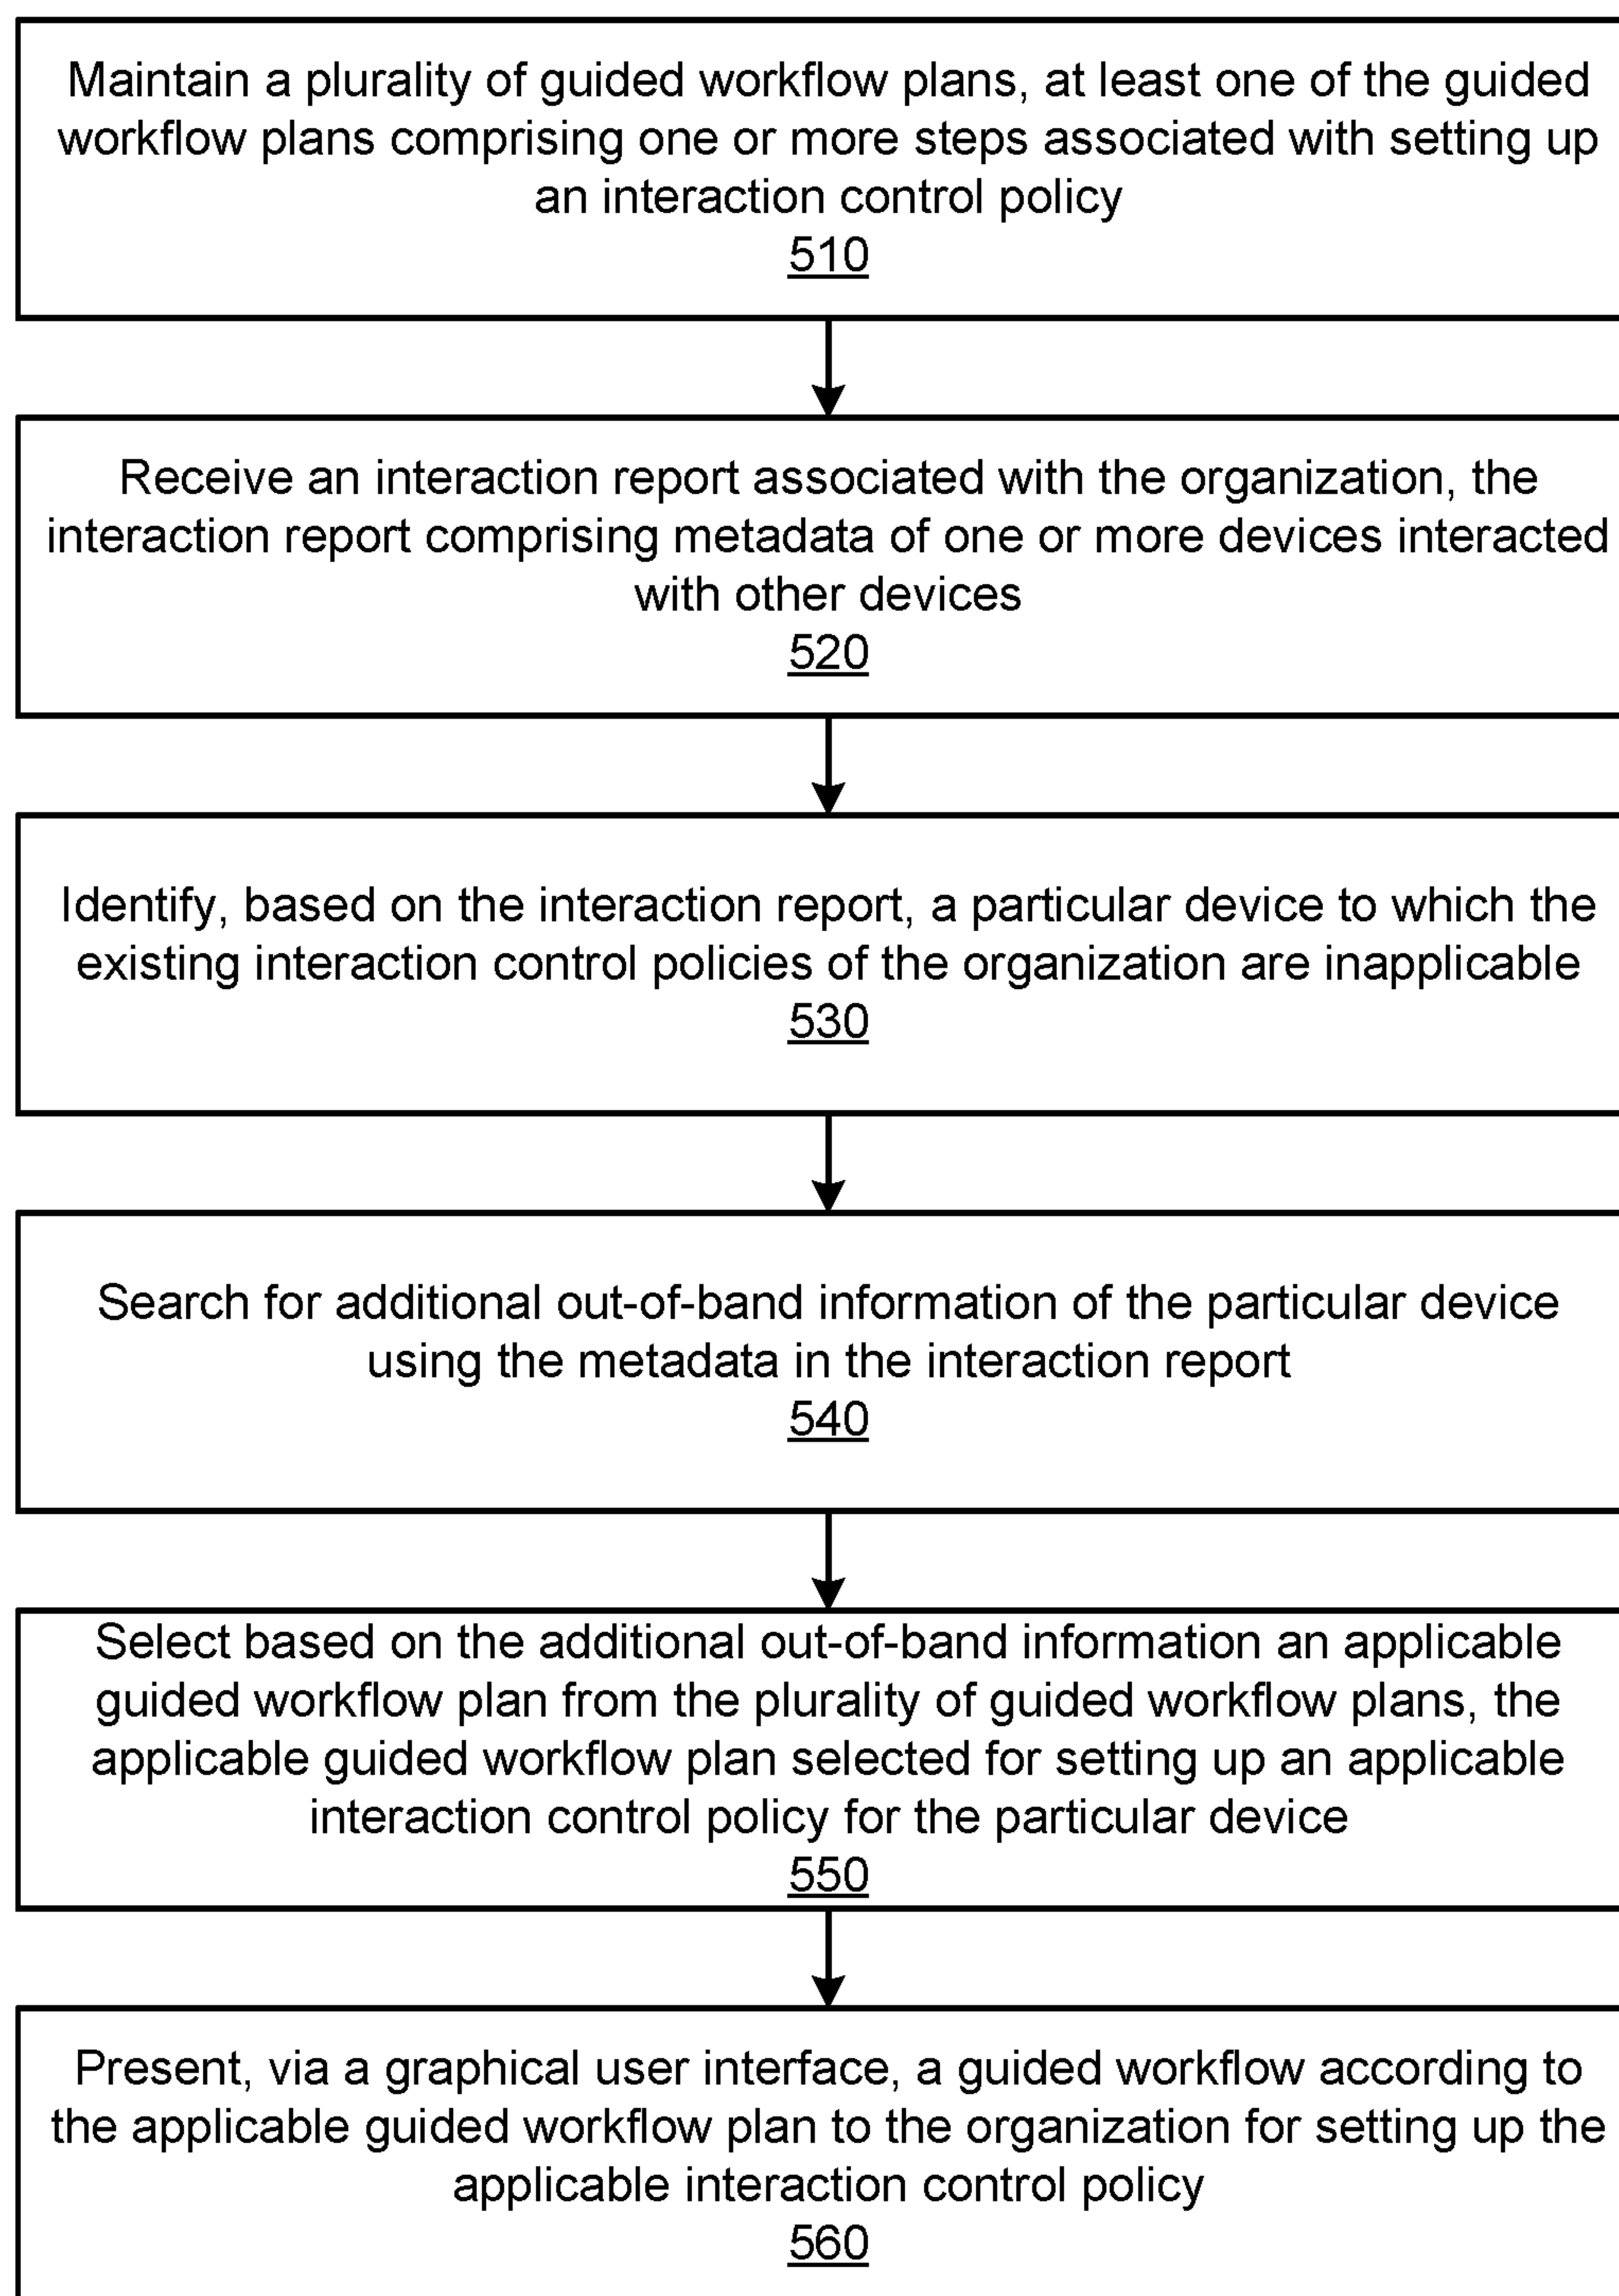 Maintain a plurality of guided workflow plans, at least one of the guided
workflow plans comprising one or more steps associated with setting up
an interaction control policy
510
Receive an interaction report associated with the organization, the
interaction report comprising metadata of one or more devices interacted
with other devices
520
Identify, based on the interaction report, a particular device to which the
existing interaction control policies of the organization are inapplicable
530
Search for additional out-of-band information of the particular device
using the metadata in the interaction report
540
Select based on the additional out-of-band information an applicable
guided workflow plan from the plurality of guided workflow plans, the
applicable guided workflow plan selected for setting up an applicable
interaction control policy for the particular device
550
Present, via a graphical user interface, a guided workflow according to
the applicable guided workflow plan to the organization for setting up the
applicable interaction control policy
560